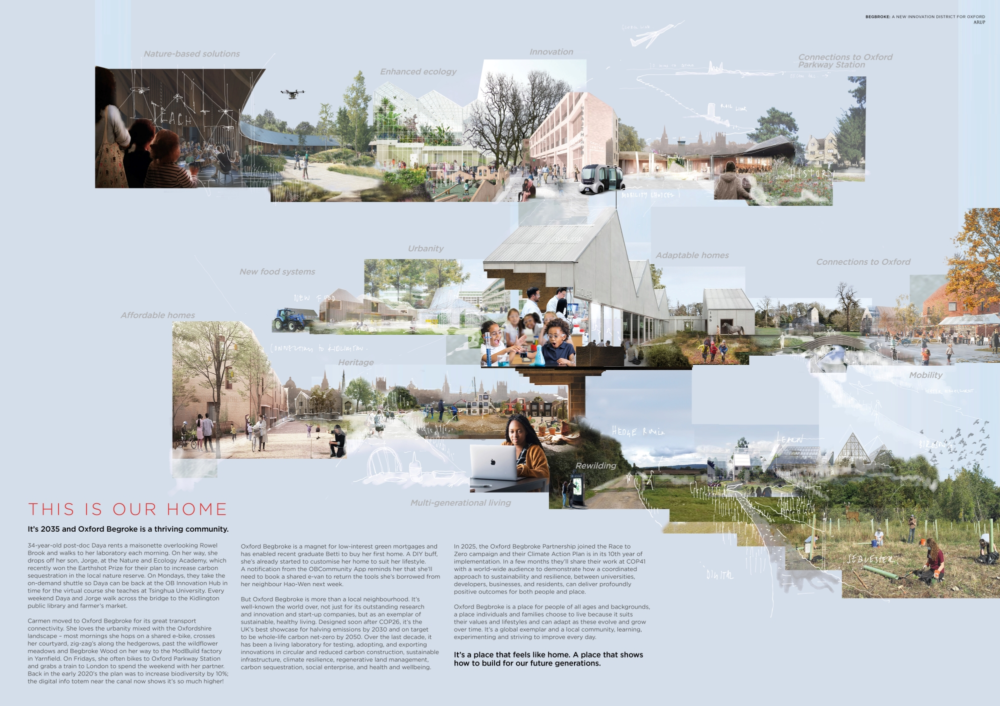 BEGBROKE: A NEW INNOVATION DISTRICT FOR OXFORD
ARUP
GLOBAL LINK
Nature-based solutions
Innovation
Connections to Oxford
Parkway Station
Enhanced ecology
TEACH
RAIL LINK
HEALTH HUB
HISTORY
MOBILITY CHOICES!
Urbanity
Adaptable homes
Connections to Oxford
New food systems
NEW FOOD
lab
Affordable homes
CONNECTIONS to KIDLINGTON.
Heritage
Mobility
HEDGE
LEARN
BIRDSONG
Rewilding
Multi-generational living
SEQUESTER
DIGITAL
THIS IS OUR HOME
It's 2035 and Oxford Begroke is a thriving community.
34-year-old post-doc Daya rents a maisonette overlooking Rowel
Brook and walks to her laboratory each morning. On her way, she
drops off her son, Jorge, at the Nature and Ecology Academy, which
recently won the Earthshot Prize for their plan to increase carbon
sequestration in the local nature reserve. On Mondays, they take the
on-demand shuttle so Daya can be back at the OB Innovation Hub in
time for the virtual course she teaches at Tsinghua University. Every
weekend Daya and Jorge walk across the bridge to the Kidlington
public library and farmer's market.
Carmen moved to Oxford Begbroke for its great transport
connectivity. She loves the urbanity mixed with the Oxfordshire
landscape – most mornings she hops on a shared e-bike, crosses
her courtyard, zig-zag's along the hedgerows, past the wildflower
meadows and Begbroke Wood on her way to the ModBuild factory
in Yarnfield. On Fridays, she often bikes to Oxford Parkway Station
and grabs a train to London to spend the weekend with her partner.
Back in the early 2020's the plan was to increase biodiversity by 10%;
the digital info totem near the canal now shows it's so much higher!
Oxford Begbroke is a magnet for low-interest green mortgages and
has enabled recent graduate Betti to buy her first home. A DIY buff,
she's already started to customise her home to suit her lifestyle.
A notification from the OBCommunity App reminds her that she'll
need to book a shared e-van to return the tools she's borrowed from
her neighbour Hao-Wen next week.
But Oxford Begbroke is more than a local neighbourhood. It's
well-known the world over, not just for its outstanding research
and innovation and start-up companies, but as an exemplar of
sustainable, healthy living. Designed soon after COP26, it's the
UK's best showcase for halving emissions by 2030 and on target
to be whole-life carbon net-zero by 2050. Over the last decade, it
has been a living laboratory for testing, adopting, and exporting
innovations in circular and reduced carbon construction, sustainable
infrastructure, climate resilience, regenerative land management,
carbon sequestration, social enterprise, and health and wellbeing.
In 2025, the Oxford Begbroke Partnership joined the Race to
Zero campaign and their Climate Action Plan is in its 10th year of
implementation. In a few months they'll share their work at COP41
with a world-wide audience to demonstrate how a coordinated
approach to sustainability and resilience, between universities,
developers, businesses, and residents, can deliver profoundly
positive outcomes for both people and place.
Oxford Begbroke is a place for people of all ages and backgrounds,
a place individuals and families choose to live because it suits
their values and lifestyles and can adapt as these evolve and grow
over time. It's a global exemplar and a local community, learning,
experimenting and striving to improve every day.
It's a place that feels like home. A place that shows
how to build for our future generations.